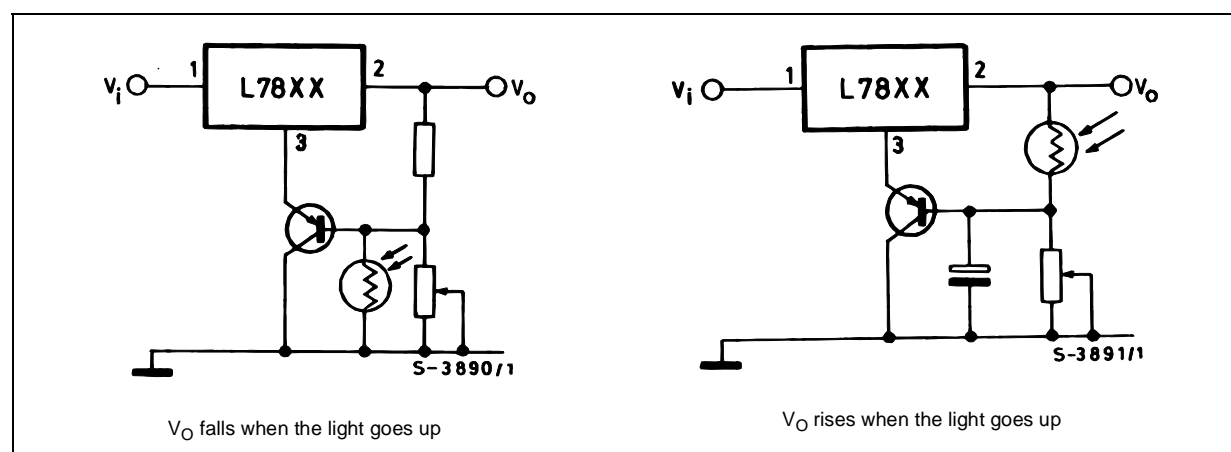 1
2
Vi
L78XX
Vo
3
S-3890/1
VO falls when the light goes up
1
2
Vi
L78XX
Vo
3
S-3891/1
VO rises when the light goes up